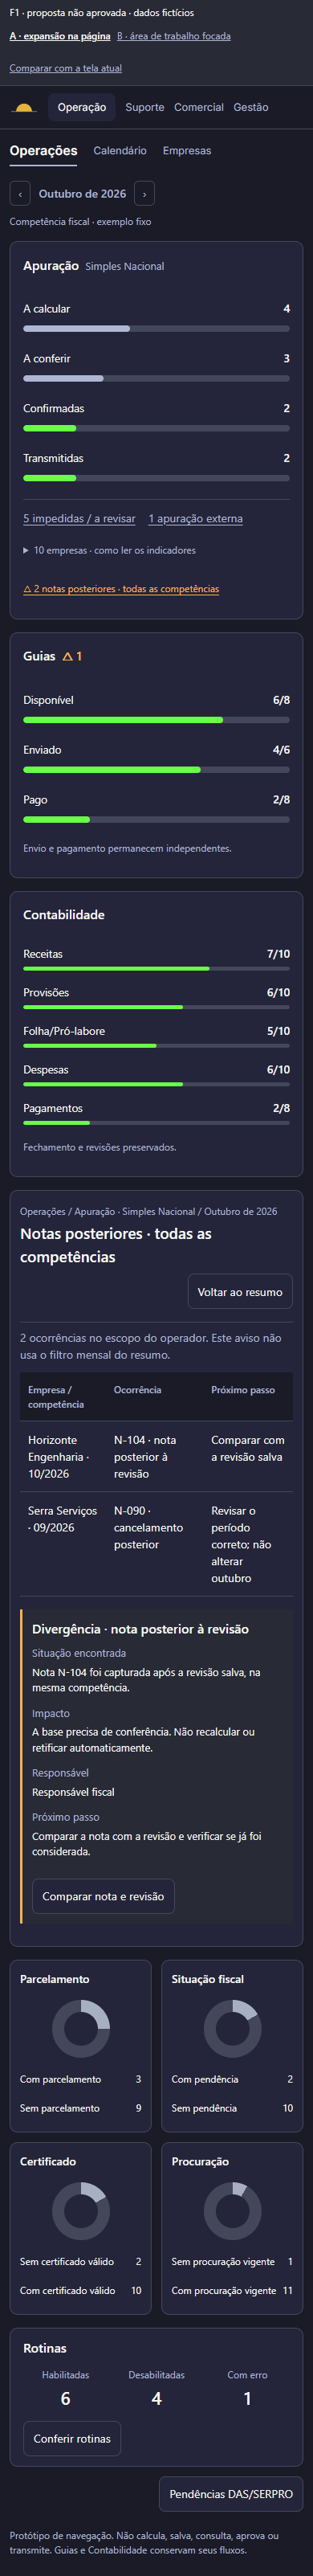 F1 · proposta não aprovada · dados fictícios
A · expansão na página B · área de trabalho focada
Comparar com a tela atual
Operação Suporte Comercial Gestão
Operações Calendário Empresas
‹ Outubro de 2026 ›
Competência fiscal · exemplo fixo
Apuração Simples Nacional
A calcular 4
A conferir 3
Confirmadas 2
Transmitidas 2
5 impedidas / a revisar 1 apuração externa
▶ 10 empresas · como ler os indicadores
△ 2 notas posteriores · todas as competências
Guias △ 1
Disponível 6/8
Enviado 4/6
Pago 2/8
Envio e pagamento permanecem independentes.
Contabilidade
Receitas 7/10
Provisões 6/10
Folha/Pró-labore 5/10
Despesas 6/10
Pagamentos 2/8
Fechamento e revisões preservados.
Operações / Apuração · Simples Nacional / Outubro de 2026
Notas posteriores · todas as
competências
Voltar ao resumo
2 ocorrências no escopo do operador. Este aviso não
usa o filtro mensal do resumo.
Empresa / competência Ocorrência Próximo passo
Horizonte Engenharia · 10/2026 N-104 · nota posterior à revisão Comparar com a revisão salva
Serra Serviços · 09/2026 N-090 · cancelamento posterior Revisar o período correto; não alterar outubro
Divergência · nota posterior à revisão
Situação encontrada
Nota N-104 foi capturada após a revisão salva, na
mesma competência.
Impacto
A base precisa de conferência. Não recalcular ou
retificar automaticamente.
Responsável
Responsável fiscal
Próximo passo
Comparar a nota com a revisão e verificar se já foi
considerada.
Comparar nota e revisão
Parcelamento
Com parcelamento 3
Sem parcelamento 9
Situação fiscal
Com pendência 2
Sem pendência 10
Certificado
Sem certificado válido 2
Com certificado válido 10
Procuração
Sem procuração vigente 1
Com procuração vigente 11
Rotinas
Habilitadas Desabilitadas Com erro
6 4 1
Conferir rotinas
Pendências DAS/SERPRO
Protótipo de navegação. Não calcula, salva, consulta, aprova ou
transmite. Guias e Contabilidade conservam seus fluxos.